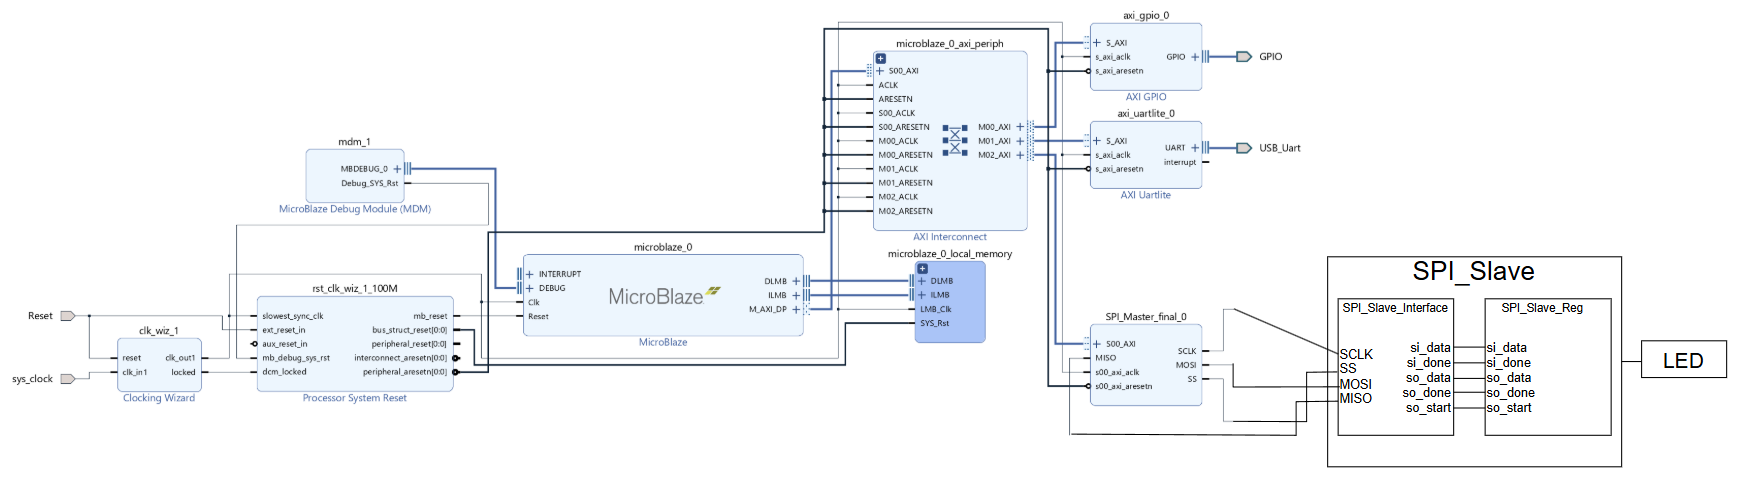 Reset
sys_clock
clk_wiz_1
reset
clk_in1
clk_out1
locked
Clocking Wizard
rst_clk_wiz_1_100M
slowest_sync_clk
ext_reset_in
aux_reset_in
mb_debug_sys_rst
dcm_locked
mb_reset
bus_struct_reset[0:0]
peripheral_reset[0:0]
interconnect_aresetn[0:0]
peripheral_aresetn[0:0]
Processor System Reset
mdm_1
MBDEBUG_0
Debug_SYS_Rst
MicroBlaze Debug Module (MDM)
microblaze_0
INTERRUPT
DEBUG
Clk
Reset
MicroBlaze
DLMB
ILMB
M_AXI_DP
MicroBlaze
microblaze_0_axi_periph
S00_AXI
ACLK
ARESETN
S00_ACLK
S00_ARESETN
M00_ACLK
M00_ARESETN
M01_ACLK
M01_ARESETN
M02_ACLK
M02_ARESETN
M00_AXI
M01_AXI
M02_AXI
AXI Interconnect
microblaze_0_local_memory
DLMB
ILMB
LMB_Clk
SYS_Rst
axi_gpio_0
S_AXI
s_axi_aclk
s_axi_aresetn
GPIO
AXI GPIO
GPIO
axi_uartlite_0
S_AXI
s_axi_aclk
s_axi_aresetn
UART
interrupt
AXI Uartlite
USB_Uart
SPI_Master_final_0
S00_AXI
MISO
s00_axi_aclk
s00_axi_aresetn
SCLK
MOSI
SS
SPI_Slave
SPI_Slave_Interface
SCLK
SS
MOSI
MISO
si_data
si_done
so_data
so_done
so_start
SPI_Slave_Reg
si_data
si_done
so_data
so_done
so_start
LED